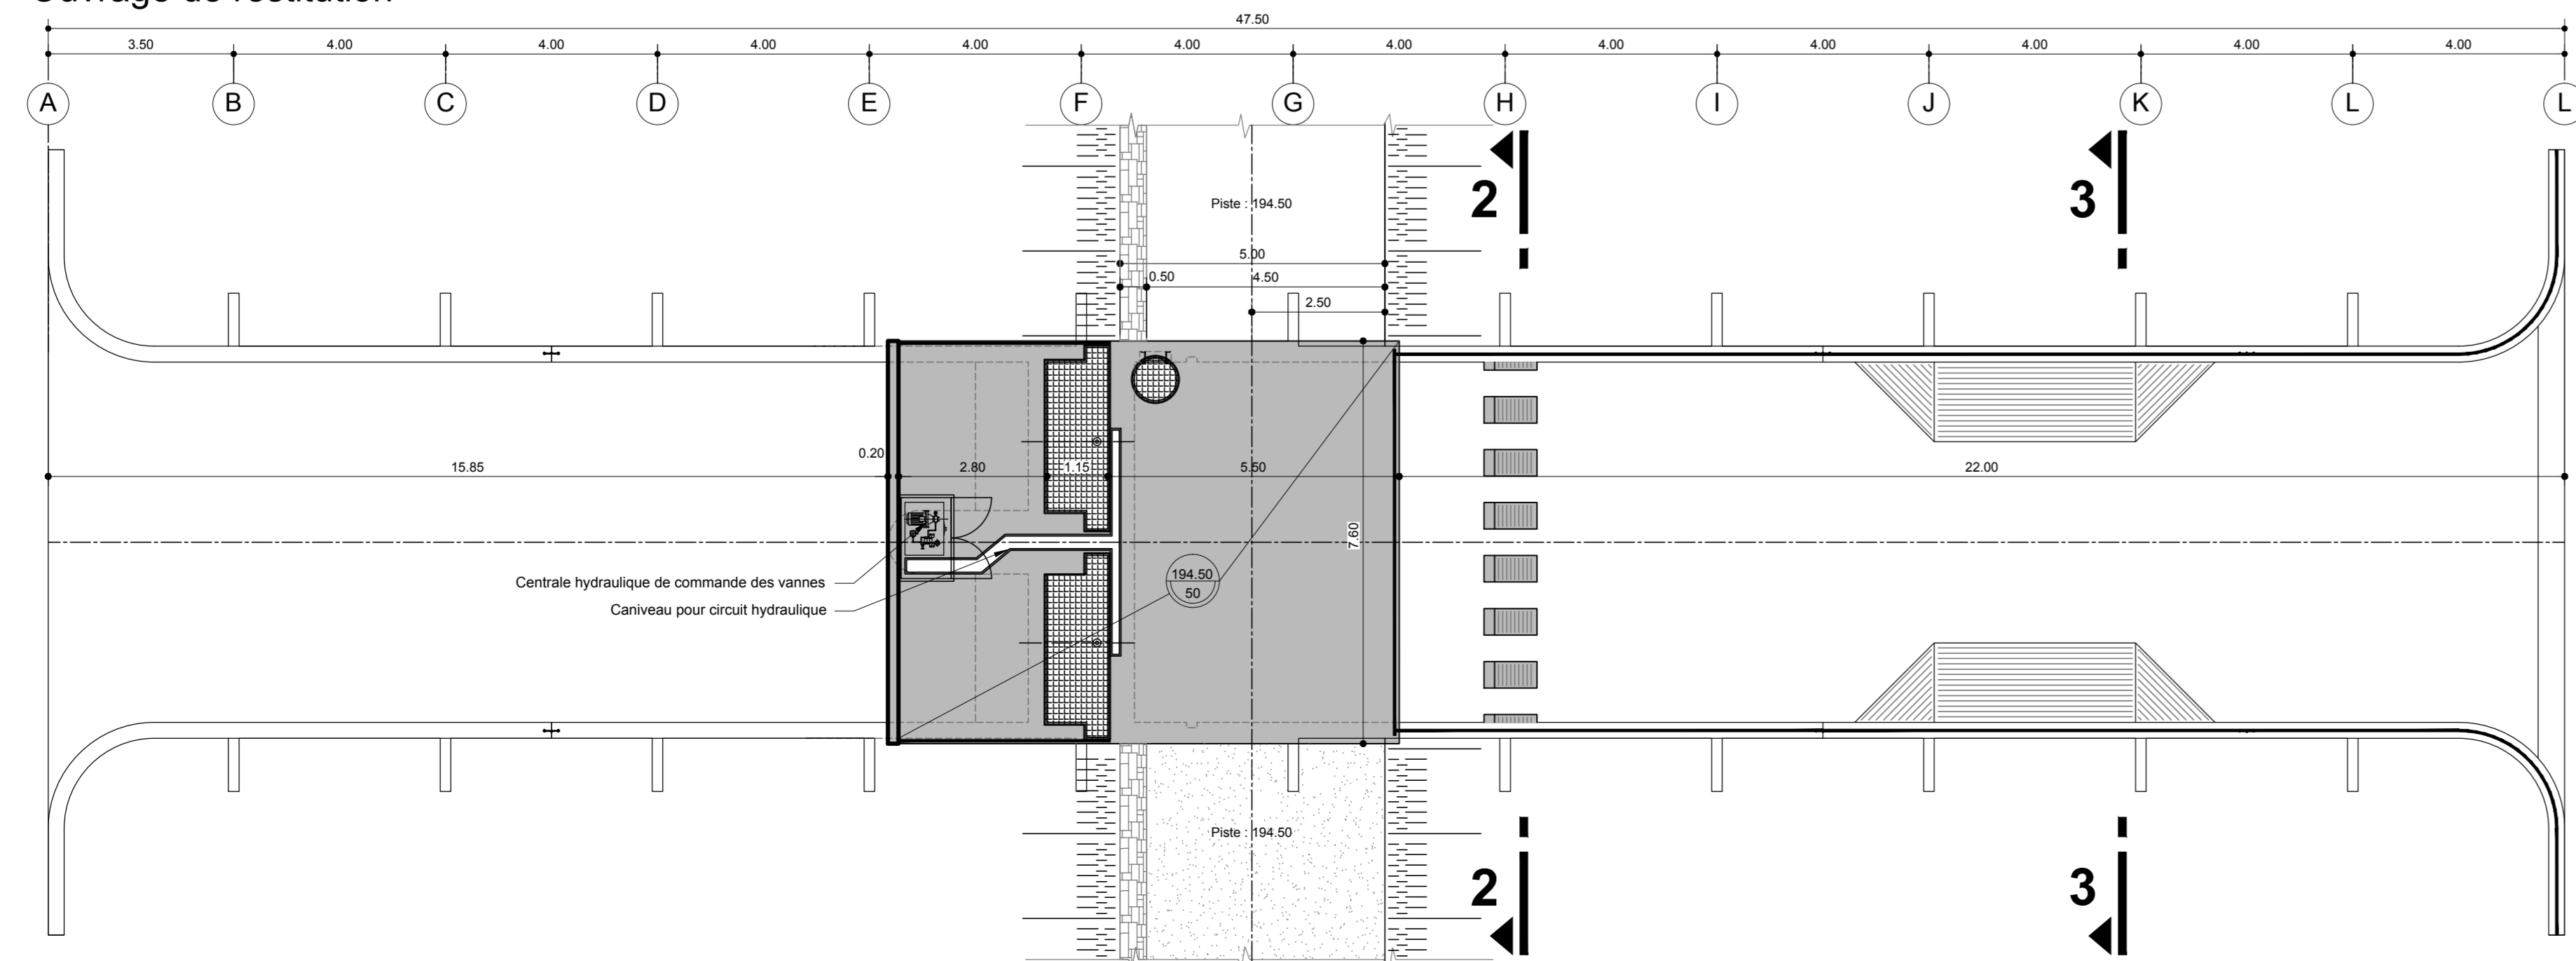 Ouvrage de restitution
47.50
3.50 4.00 4.00 4.00 4.00 4.00 4.00 4.00 4.00 4.00 4.00 4.00
A B C D E F G H I J K L L
2 3
Piste : 194.50
5.00
0.50 4.50
2.50
0.20
15.85 2.80 1.15 5.50 22.00
7.60
Centrale hydraulique de commande des vannes
194.50
50
Caniveau pour circuit hydraulique
Piste : 194.50
2 3